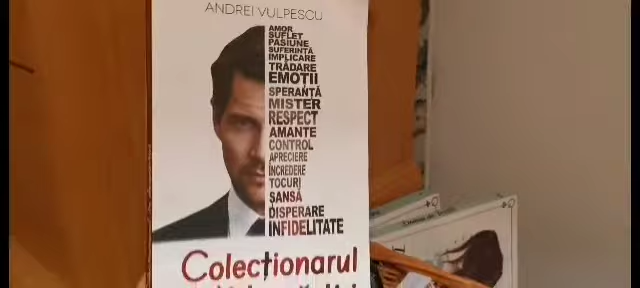 ANDREI VULPESCU
AMOR
SUFLET
PASIUNE
SUFERINȚĂ
IMPLICARE
TRĂDARE
EMOȚII
SPERANȚĂ
MISTER
RESPECT
AMANTE
CONTROL
APRECIERE
ÎNCREDERE
TOCURI
ȘANSĂ
DISPERARE
INFIDELITATE
Colecționarul